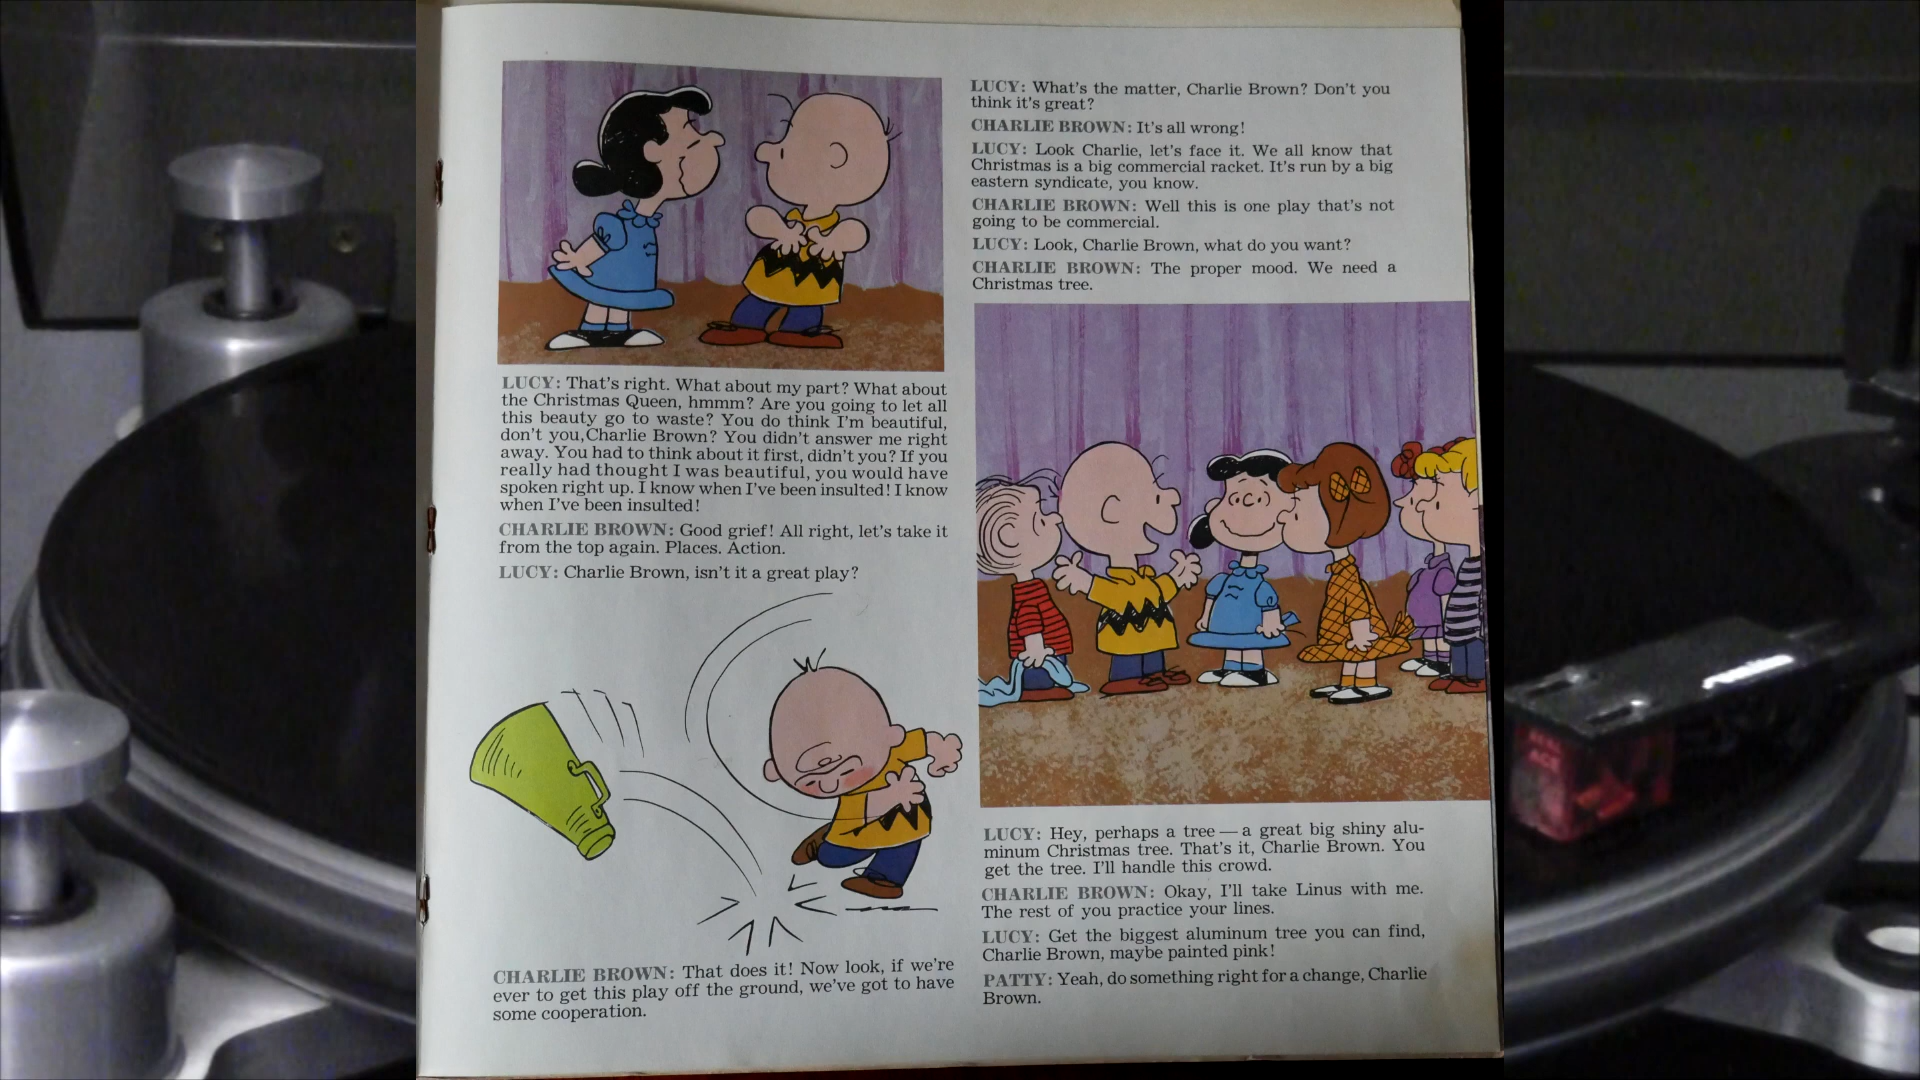 LUCY: That's right. What about my part? What about
the Christmas Queen, hmmm? Are you going to let all
this beauty go to waste? You do think I'm beautiful,
don't you,Charlie Brown? You didn't answer me right
away. You had to think about it first, didn't you? If you
really had thought I was beautiful, you would have
spoken right up. I know when I've been insulted! I know
when I've been insulted!
CHARLIE BROWN: Good grief! All right, let's take it
from the top again. Places. Action.
LUCY: Charlie Brown, isn't it a great play?
CHARLIE BROWN: That does it! Now look, if we're
ever to get this play off the ground, we've got to have
some cooperation.
LUCY: What's the matter, Charlie Brown? Don't you
think it's great?
CHARLIE BROWN: It's all wrong!
LUCY: Look Charlie, let's face it. We all know that
Christmas is a big commercial racket. It's run by a big
eastern syndicate, you know.
CHARLIE BROWN: Well this is one play that's not
going to be commercial.
LUCY: Look, Charlie Brown, what do you want?
CHARLIE BROWN: The proper mood. We need a
Christmas tree.
LUCY: Hey, perhaps a tree — a great big shiny alu-
minum Christmas tree. That's it, Charlie Brown. You
get the tree. I'll handle this crowd.
CHARLIE BROWN: Okay, I'll take Linus with me.
The rest of you practice your lines.
LUCY: Get the biggest aluminum tree you can find,
Charlie Brown, maybe painted pink!
PATTY: Yeah, do something right for a change, Charlie
Brown.